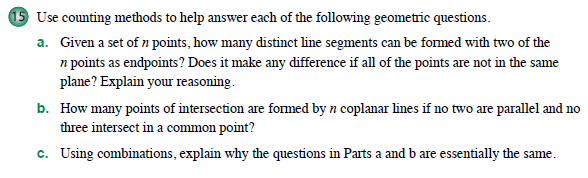 15 Use counting methods to help answer each of the following geometric questions.
a. Given a set of n points, how many distinct line segments can be formed with two of the
n points as endpoints? Does it make any difference if all of the points are not in the same
plane? Explain your reasoning.
b. How many points of intersection are formed by n coplanar lines if no two are parallel and no
three intersect in a common point?
c. Using combinations, explain why the questions in Parts a and b are essentially the same.